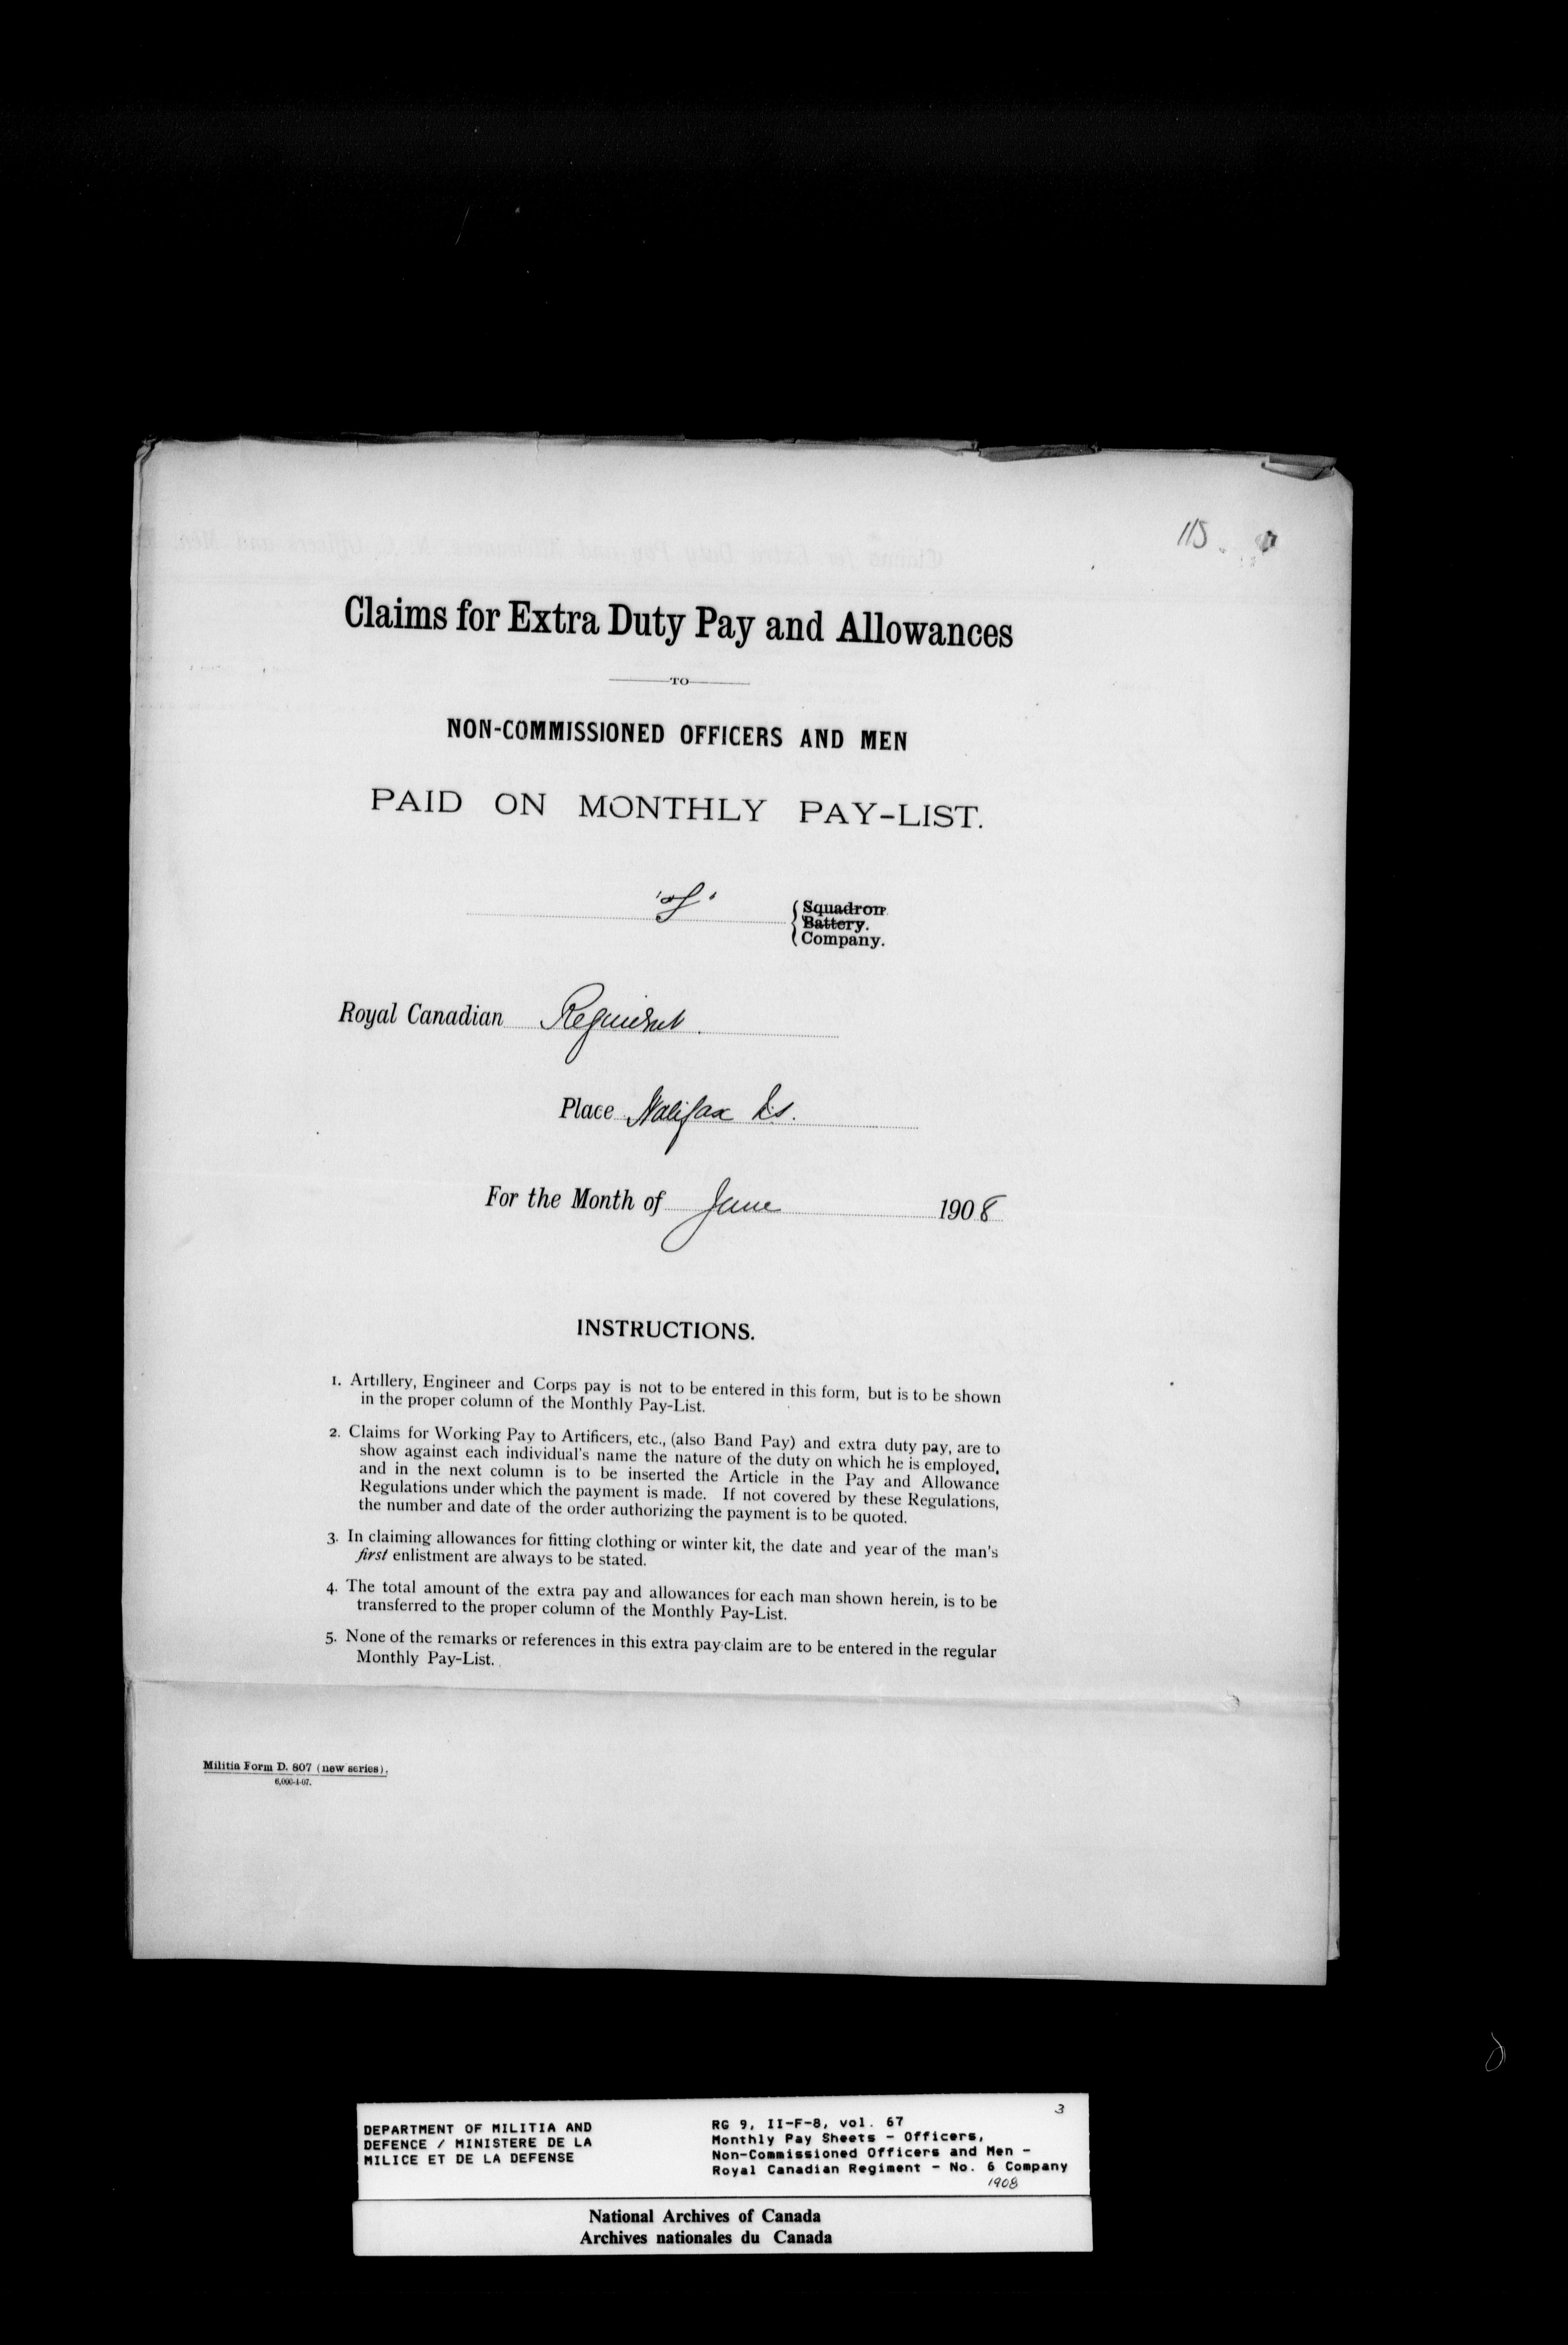 115
Claims for Extra Duty Pay and Allowances
TO
NON-COMMISSIONED OFFICERS AND MEN
PAID ON MONTHLY PAY-LIST.
Squadron
Battery.
Company.
Royal Canadian Regiment.
Place Halifax N.S.
For the Month of June 1908
INSTRUCTIONS.
1. Artillery, Engineer and Corps pay is not to be entered in this form, but is to be shown
in the proper column of the Monthly Pay-List.
2. Claims for Working Pay to Artificers, etc., (also Band Pay) and extra duty pay, are to
show against each individual's name the nature of the duty on which he is employed,
and in the next column is to be inserted the Article in the Pay and Allowance
Regulations under which the payment is made. If not covered by these Regulations,
the number and date of the order authorizing the payment is to be quoted.
3. In claiming allowances for fitting clothing or winter kit, the date and year of the man's
first enlistment are always to be stated.
4. The total amount of the extra pay and allowances for each man shown herein, is to be
transferred to the proper column of the Monthly Pay-List.
5. None of the remarks or references in this extra pay claim are to be entered in the regular
Monthly Pay-List.
Militia Form D. 807 (new series).
6,000-4-07.
3
DEPARTMENT OF MILITIA AND
DEFENCE / MINISTERE DE LA
MILICE ET DE LA DEFENSE
RG 9, II-F-8, vol. 67
Monthly Pay Sheets - Officers,
Non-Commissioned Officers and Men -
Royal Canadian Regiment - No. 6 Company
1908
National Archives of Canada
Archives nationales du Canada